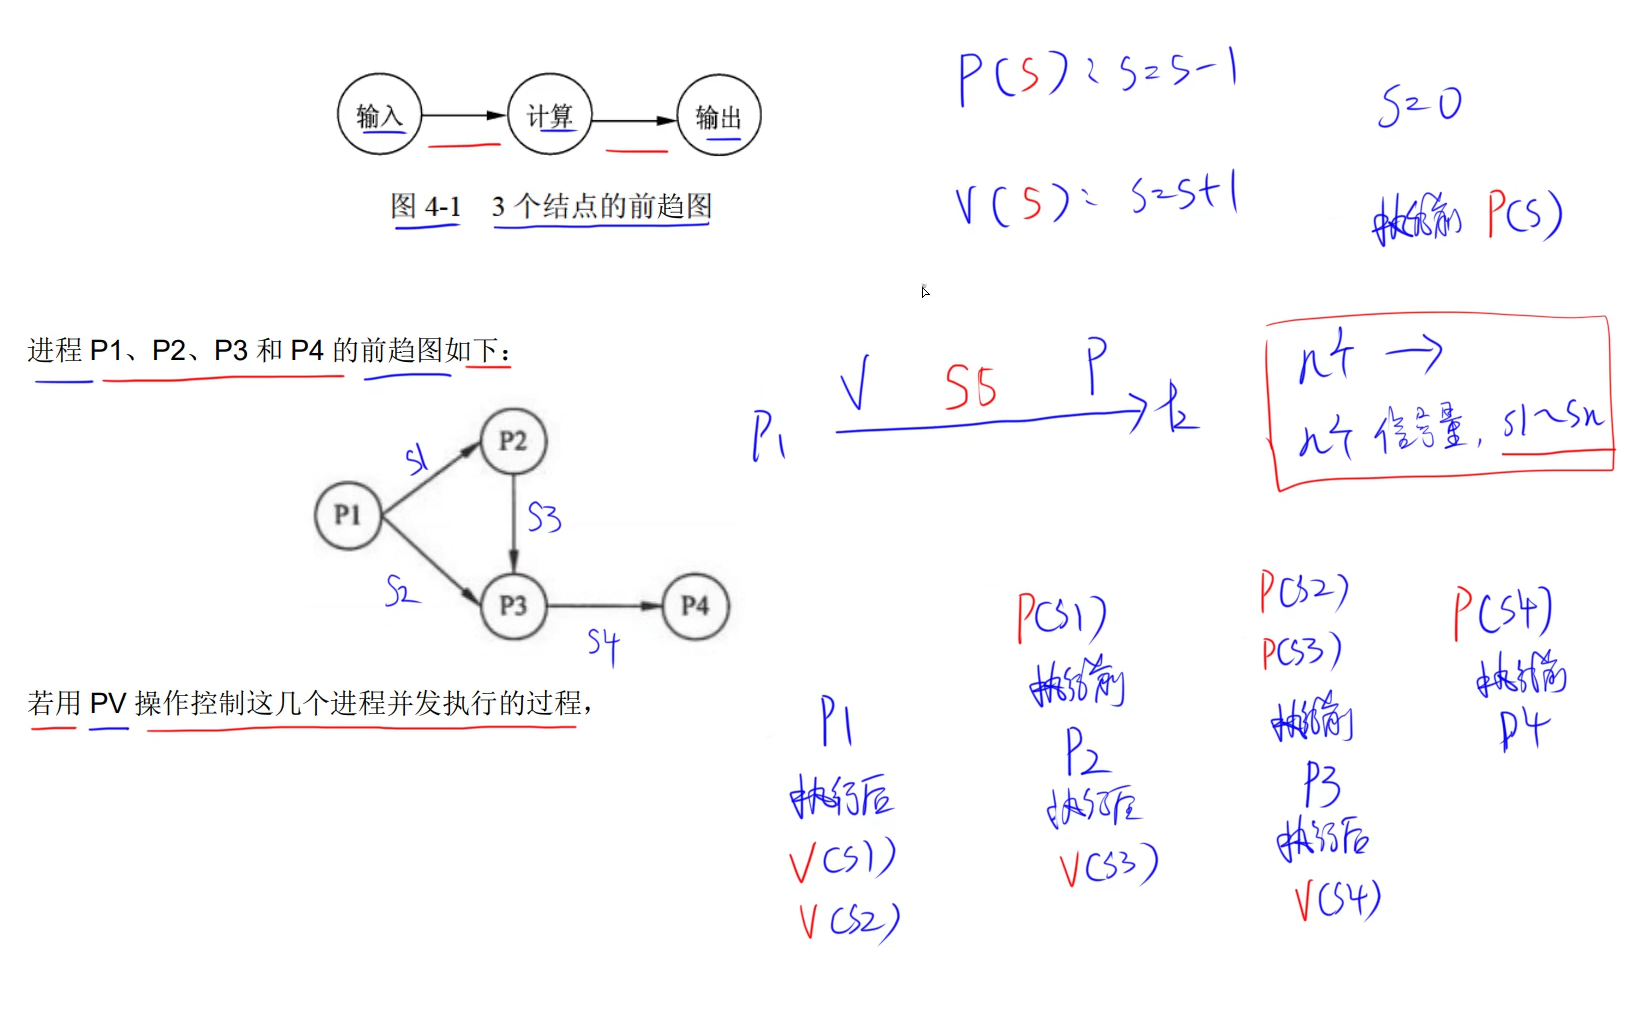 输入 计算 输出
图 4-1 3 个结点的前趋图
P(S): S=S-1
S=0
V(S): S=S+1
执行前 P(S)
进程 P1、P2、P3 和 P4 的前趋图如下：
P2
S1
P1
S3
S2
P3
P4
S4
V S5 P
P1 P2
n个 →
n个 信号量, S1~Sn
若用 PV 操作控制这几个进程并发执行的过程，
P1
执行后
V(S1)
V(S2)
P(S1)
执行前
P2
执行后
V(S3)
P(S2)
P(S3)
执行前
P3
执行后
V(S4)
P(S4)
执行前
P4